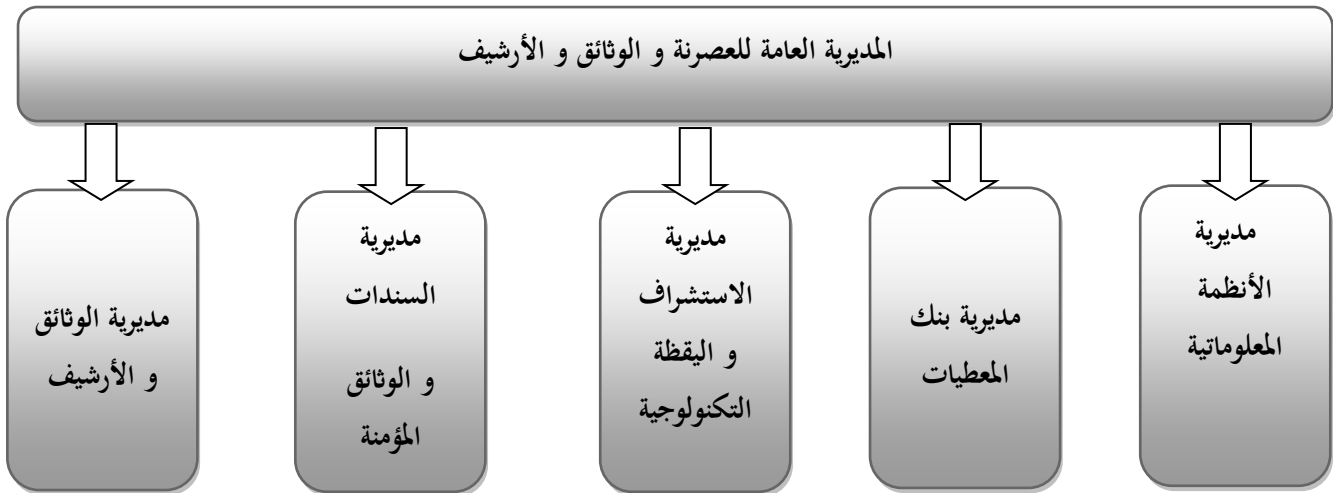 المديرية العامة للعصرنة و الوثائق و الأرشيف
مديرية
الأنظمة
المعلوماتية
مديرية بنك
المعطيات
مديرية
الاستشراف
و اليقظة
التكنولوجية
مديرية
السندات
و الوثائق
المؤمنة
مديرية الوثائق
و الأرشيف